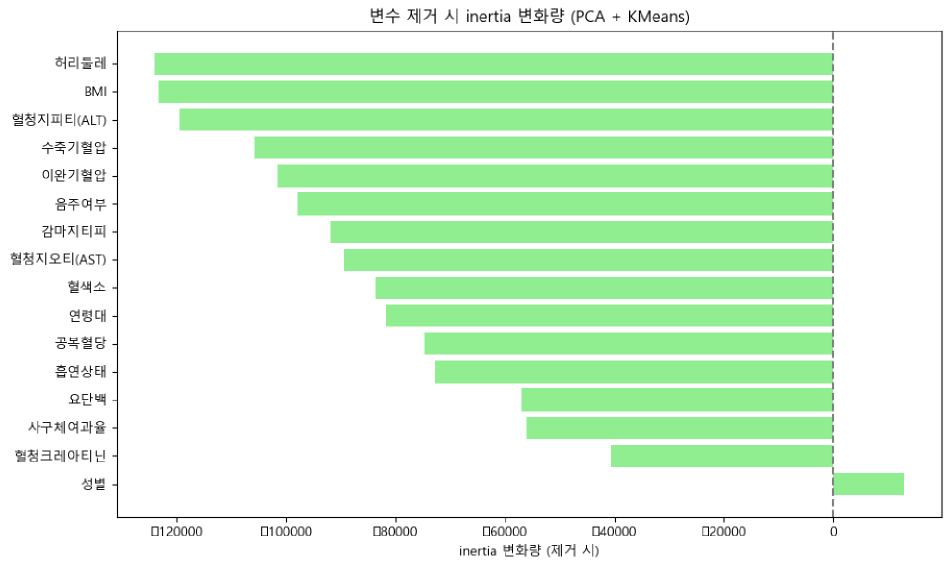 변수 제거 시 inertia 변화량 (PCA + KMeans)
허리둘레
BMI
혈청지피티(ALT)
수축기혈압
이완기혈압
음주여부
감마지티피
혈청지오티(AST)
혈색소
연령대
공복혈당
흡연상태
요단백
사구체여과율
혈청크레아티닌
성별
▯120000 ▯100000 ▯80000 ▯60000 ▯40000 ▯20000 0
inertia 변화량 (제거 시)